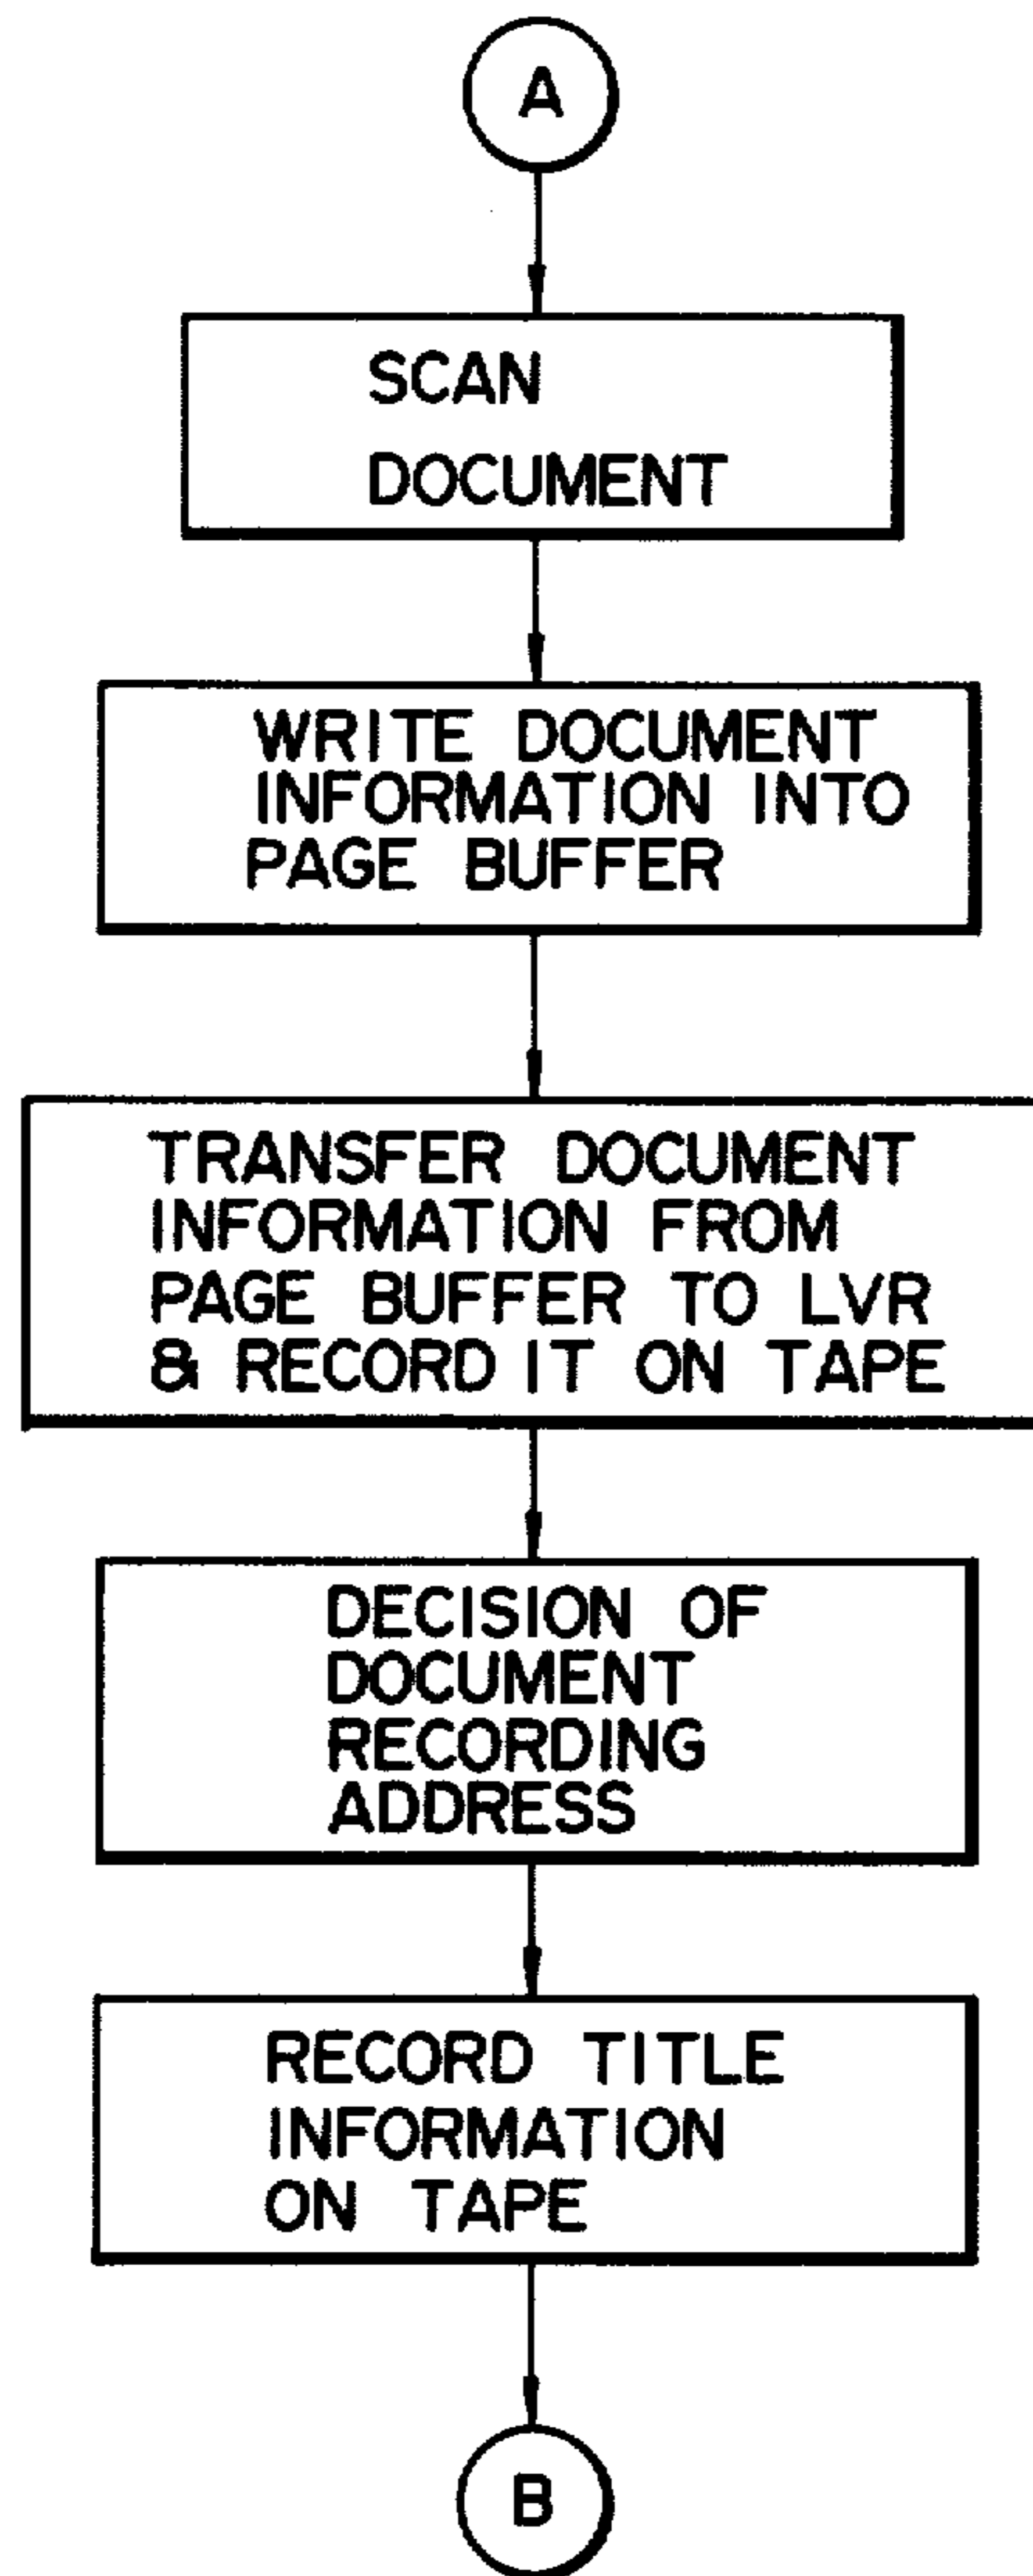 A
SCAN
DOCUMENT
WRITE DOCUMENT
INFORMATION INTO
PAGE BUFFER
TRANSFER DOCUMENT
INFORMATION FROM
PAGE BUFFER TO LVR
& RECORD IT ON TAPE
DECISION OF
DOCUMENT
RECORDING
ADDRESS
RECORD TITLE
INFORMATION
ON TAPE
B